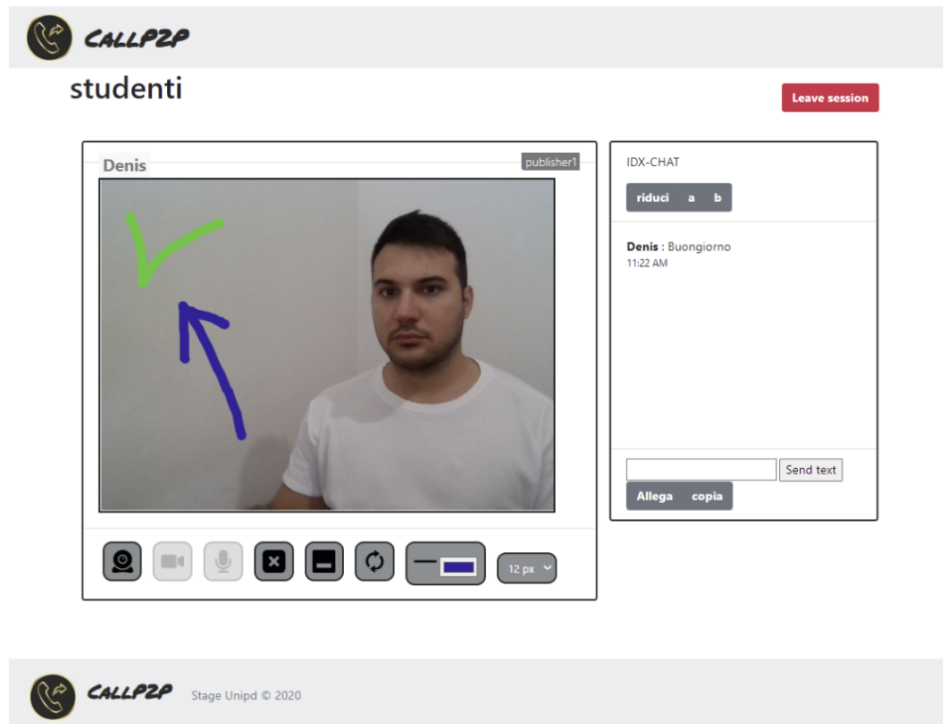 CALLP2P
studenti
Leave session
Denis
publisher1
IDX-CHAT
riduci a b
Denis : Buongiorno
11:22 AM
Send text
Allega copia
12 px
CALLP2P
Stage Unipd © 2020